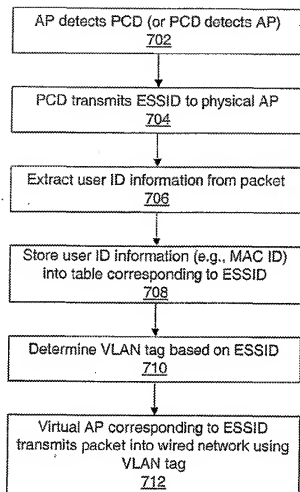 AP detects PCD (or PCD detects AP)
702
PCD transmits ESSID to physical AP
704
Extract user ID information from packet
706
Store user ID information (e.g., MAC ID)
into table corresponding to ESSID
708
Determine VLAN tag based on ESSID
710
Virtual AP corresponding to ESSID
transmits packet into wired network using
VLAN tag
712